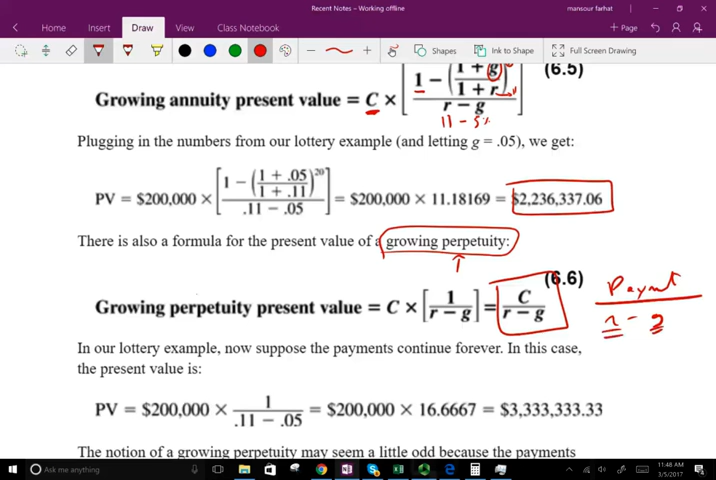 Recent Notes - Working offline
mansour farhat
Home Insert Draw View Class Notebook
+ Page
Shapes Ink to Shape Full Screen Drawing
Growing annuity present value = C × [1 − ((1 + g)/(1 + r))]/(r − g) (6.5)
11 - 5%
Plugging in the numbers from our lottery example (and letting g = .05), we get:
PV = $200,000 × [1 − ((1 + .05)/(1 + .11))^20]/(.11 − .05) = $200,000 × 11.18169 = $2,236,337.06
There is also a formula for the present value of a growing perpetuity:
(6.6)
Growing perpetuity present value = C × [1/(r − g)] = C/(r − g)
In our lottery example, now suppose the payments continue forever. In this case,
the present value is:
PV = $200,000 × 1/(.11 − .05) = $200,000 × 16.6667 = $3,333,333.33
The notion of a growing perpetuity may seem a little odd because the payments
Ask me anything
11:48 AM
3/5/2017